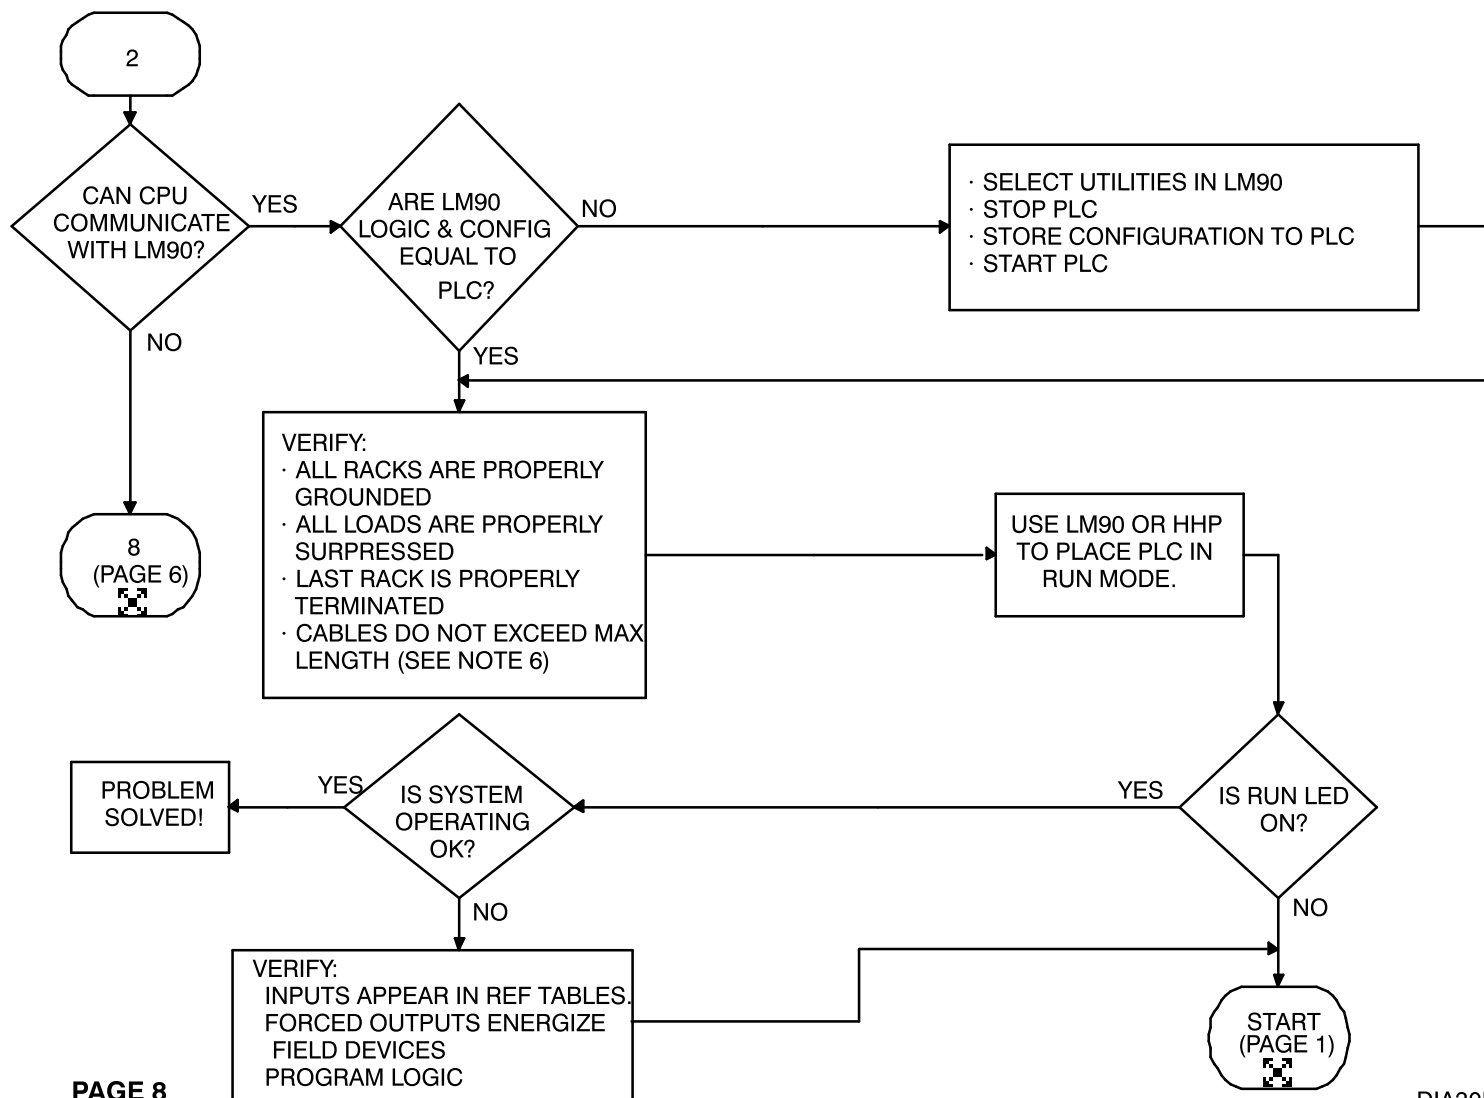 2
CAN CPU
COMMUNICATE
WITH LM90?
YES
NO
ARE LM90
LOGIC & CONFIG
EQUAL TO
PLC?
NO
YES
· SELECT UTILITIES IN LM90
· STOP PLC
· STORE CONFIGURATION TO PLC
· START PLC
8
(PAGE 6)
VERIFY:
· ALL RACKS ARE PROPERLY
GROUNDED
· ALL LOADS ARE PROPERLY
SURPRESSED
· LAST RACK IS PROPERLY
TERMINATED
· CABLES DO NOT EXCEED MAX
LENGTH (SEE NOTE 6)
USE LM90 OR HHP
TO PLACE PLC IN
RUN MODE.
IS RUN LED
ON?
YES
NO
IS SYSTEM
OPERATING
OK?
YES
NO
PROBLEM
SOLVED!
VERIFY:
INPUTS APPEAR IN REF TABLES.
FORCED OUTPUTS ENERGIZE
FIELD DEVICES
PROGRAM LOGIC
START
(PAGE 1)
PAGE 8